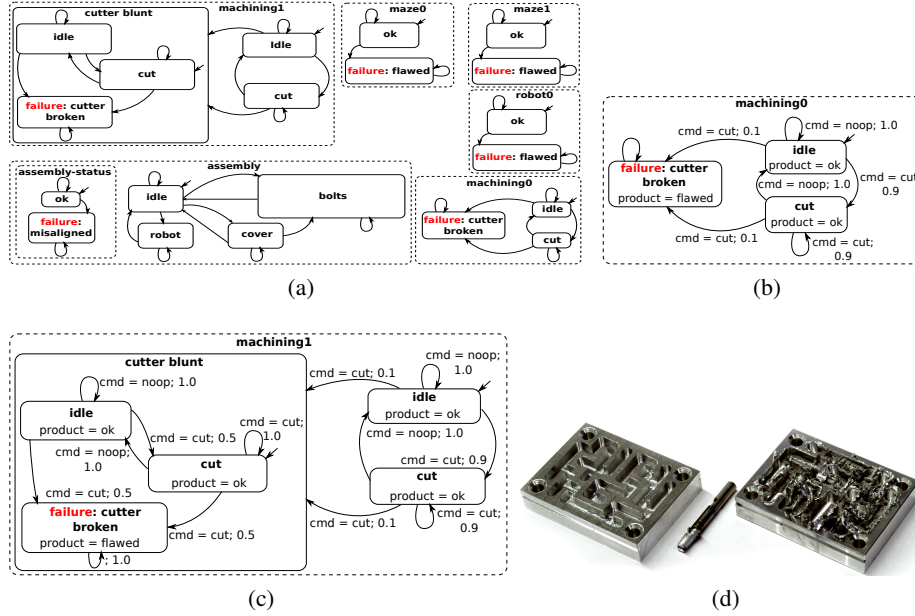 cutter blunt
machining1
idle
cut
failure: cutter
broken
Idle
cut
maze0
ok
failure: flawed
maze1
ok
failure: flawed
robot0
ok
failure: flawed
assembly-status
ok
failure:
misaligned
assembly
idle
bolts
robot
cover
machining0
failure: cutter
broken
idle
cut
(a)
machining0
cmd = noop; 1.0
cmd = cut; 0.1
idle
product = ok
failure: cutter
broken
product = flawed
cmd = noop; 1.0
cmd = cut;
0.9
cut
product = ok
cmd = cut; 0.1
cmd = cut;
0.9
(b)
machining1
cutter blunt
cmd = noop; 1.0
idle
product = ok
cmd = cut; 0.5
cmd = cut;
1.0
cmd = noop;
1.0
cut
product = ok
cmd = cut; 0.5
failure: cutter
broken
product = flawed
cmd = cut; 0.5
; 1.0
cmd = cut; 0.1
cmd = noop;
1.0
idle
product = ok
cmd = noop; 1.0
cmd = cut; 0.9
cut
product = ok
cmd = cut; 0.1
cmd = cut;
0.9
(c)
(d)